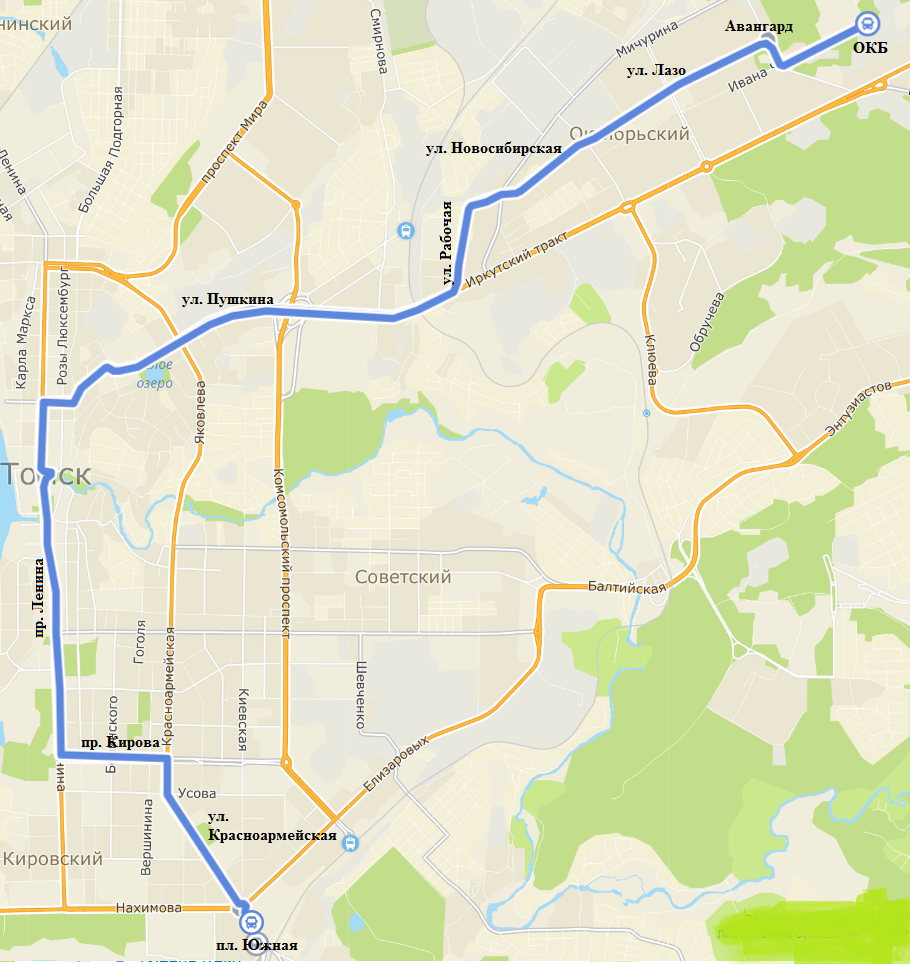 нинский
Смирнова
Авангард
ОКБ
Мичурина
ул. Лазо
Ивана Ч
Большая Подгорная
проспект Мира
ул. Новосибирская
Ленина
ул. Рабочая
Иркутский тракт
ул. Пушкина
Карла Маркса
Розы Люксембург
Обручева
Клюева
озеро
Яковлева
Энтузиастов
Томск
Комсомольский проспект
пр. Ленина
Советский
Балтийская
Гоголя
Красноармейская
Киевская
Шевченко
пр. Кирова
Елизаровых
Усова
ул.
Красноармейская
Вершинина
Кировский
Нахимова
пл. Южная